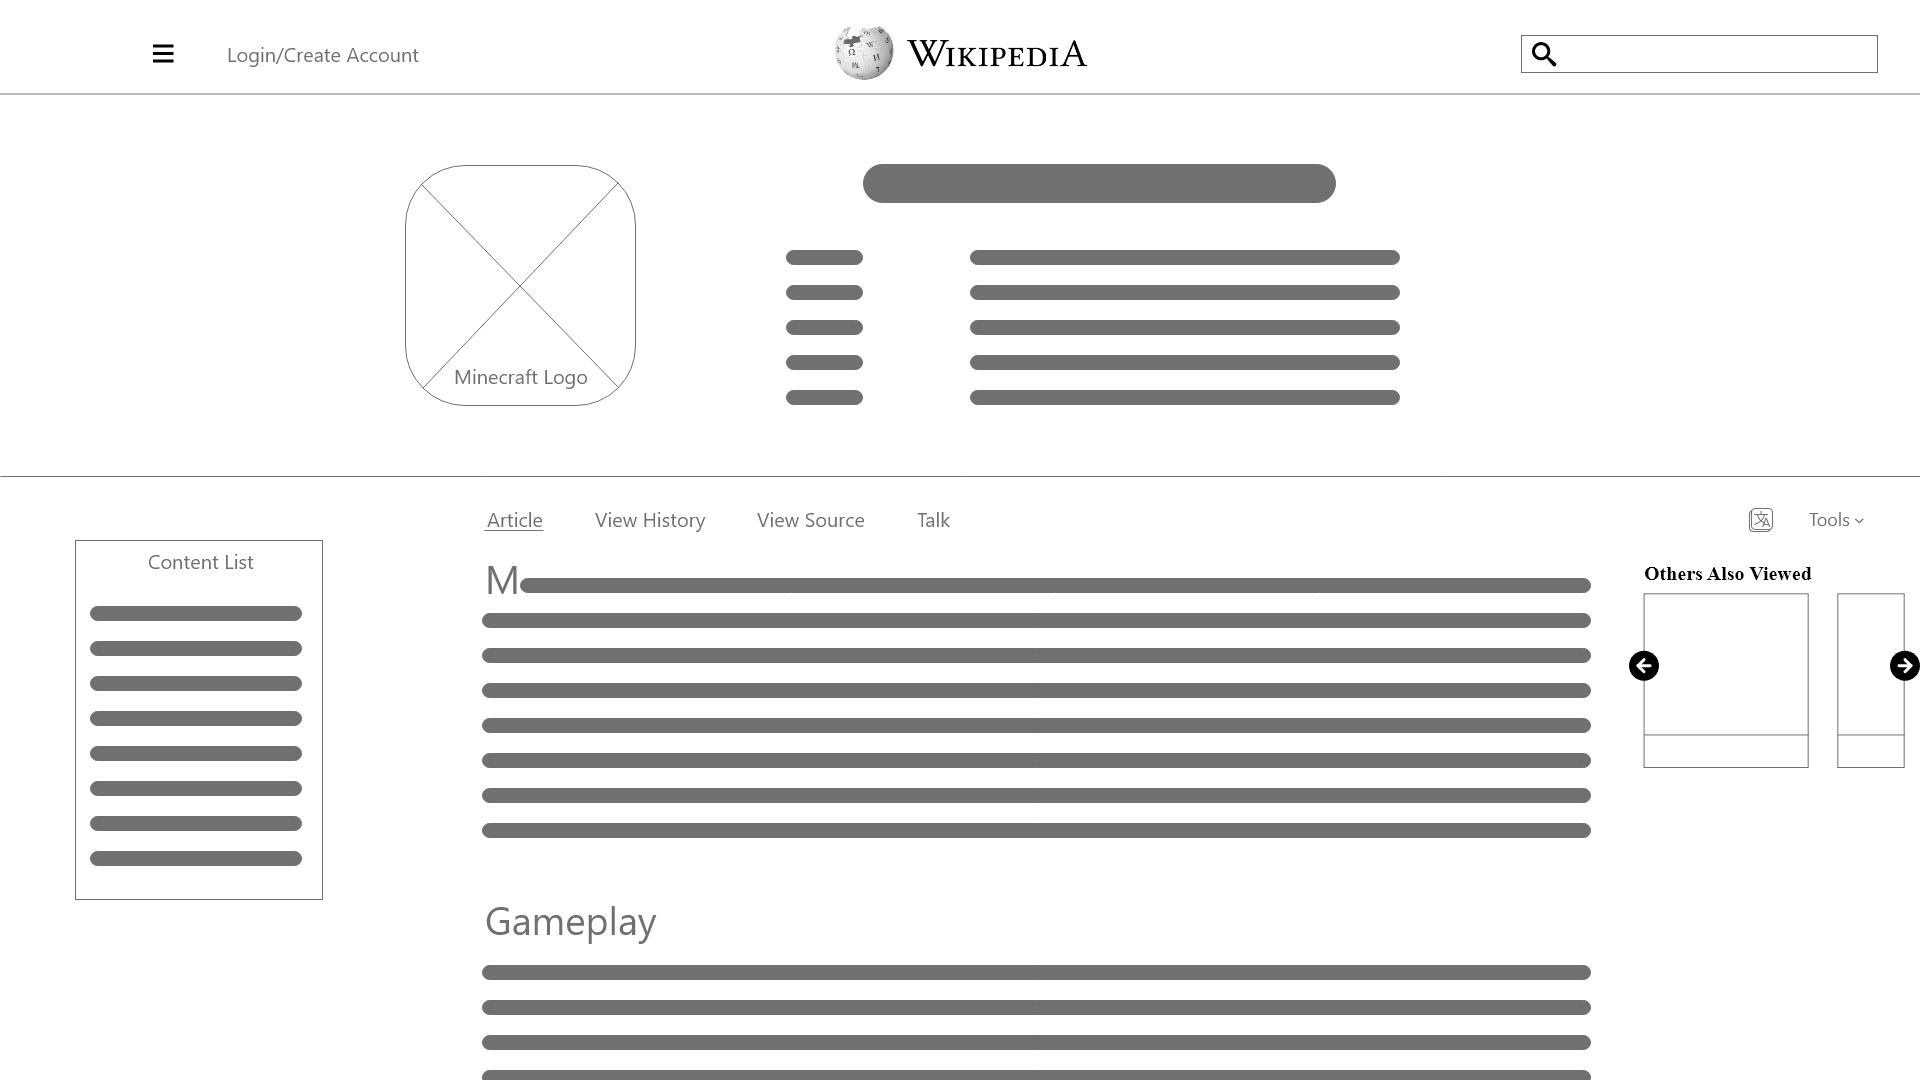 Login/Create Account
WIKIPEDIA
Minecraft Logo
Article View History View Source Talk
Tools
Content List
Others Also Viewed
M
Gameplay